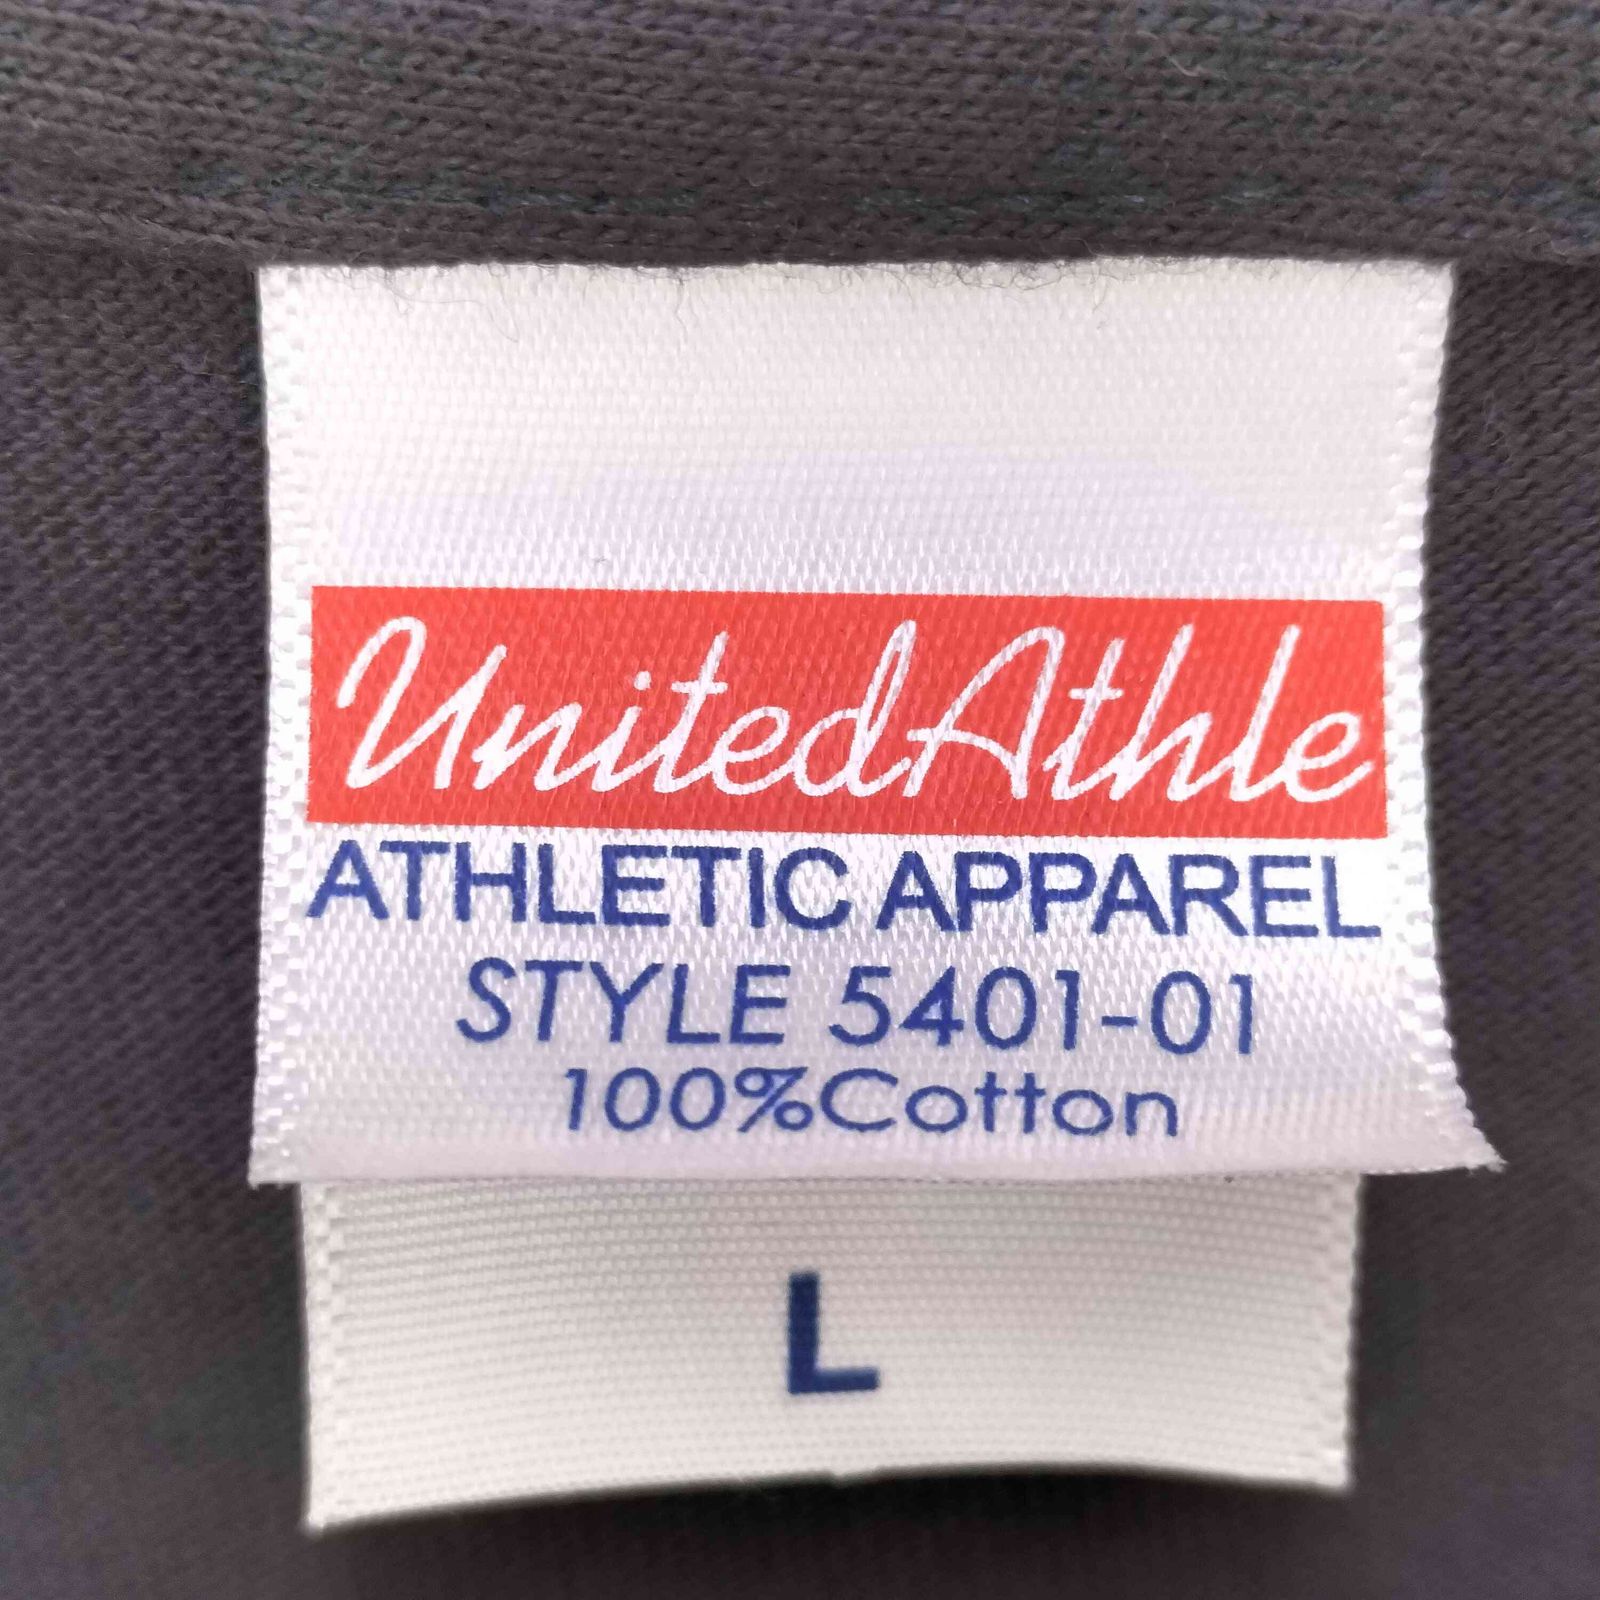 UnitedAthle
ATHLETIC APPAREL
STYLE 5401-01
100%Cotton
L